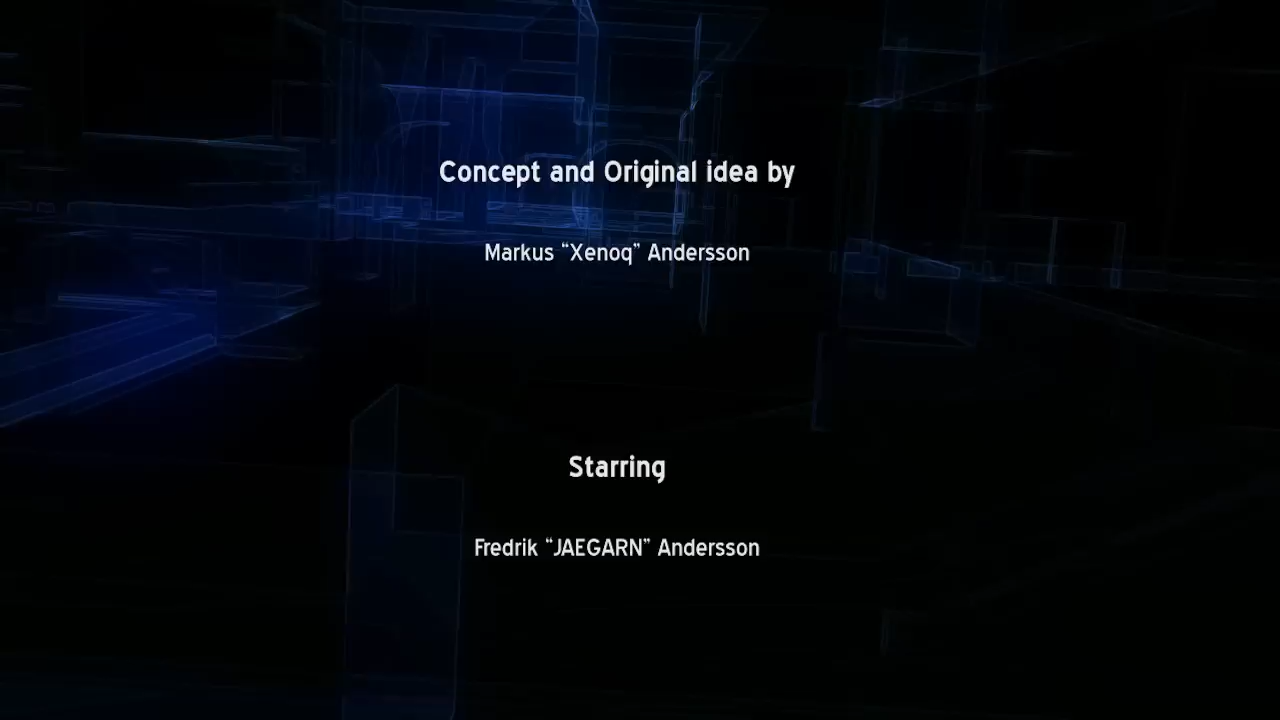 Concept and Original idea by
Markus “Xenoq” Andersson
Starring
Fredrik “JAEGARN” Andersson